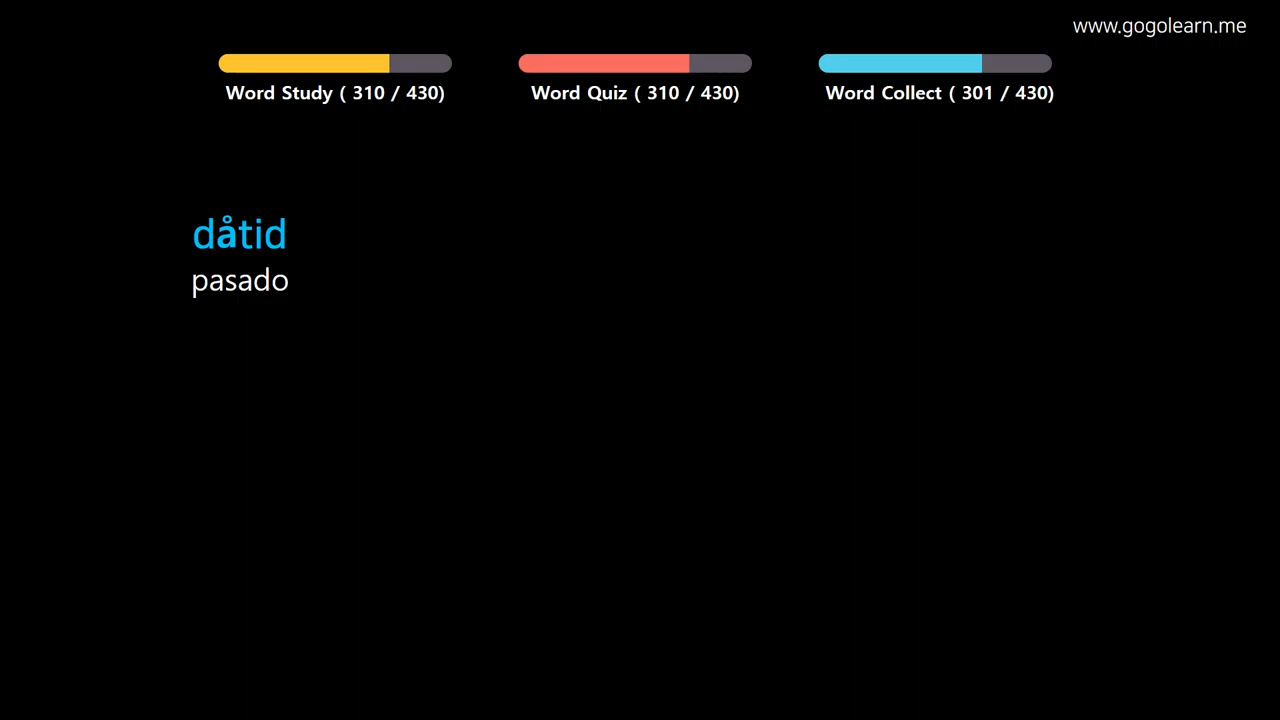 www.gogolearn.me
Word Study ( 310 / 430)
Word Quiz ( 310 / 430)
Word Collect ( 301 / 430)
dåtid
pasado